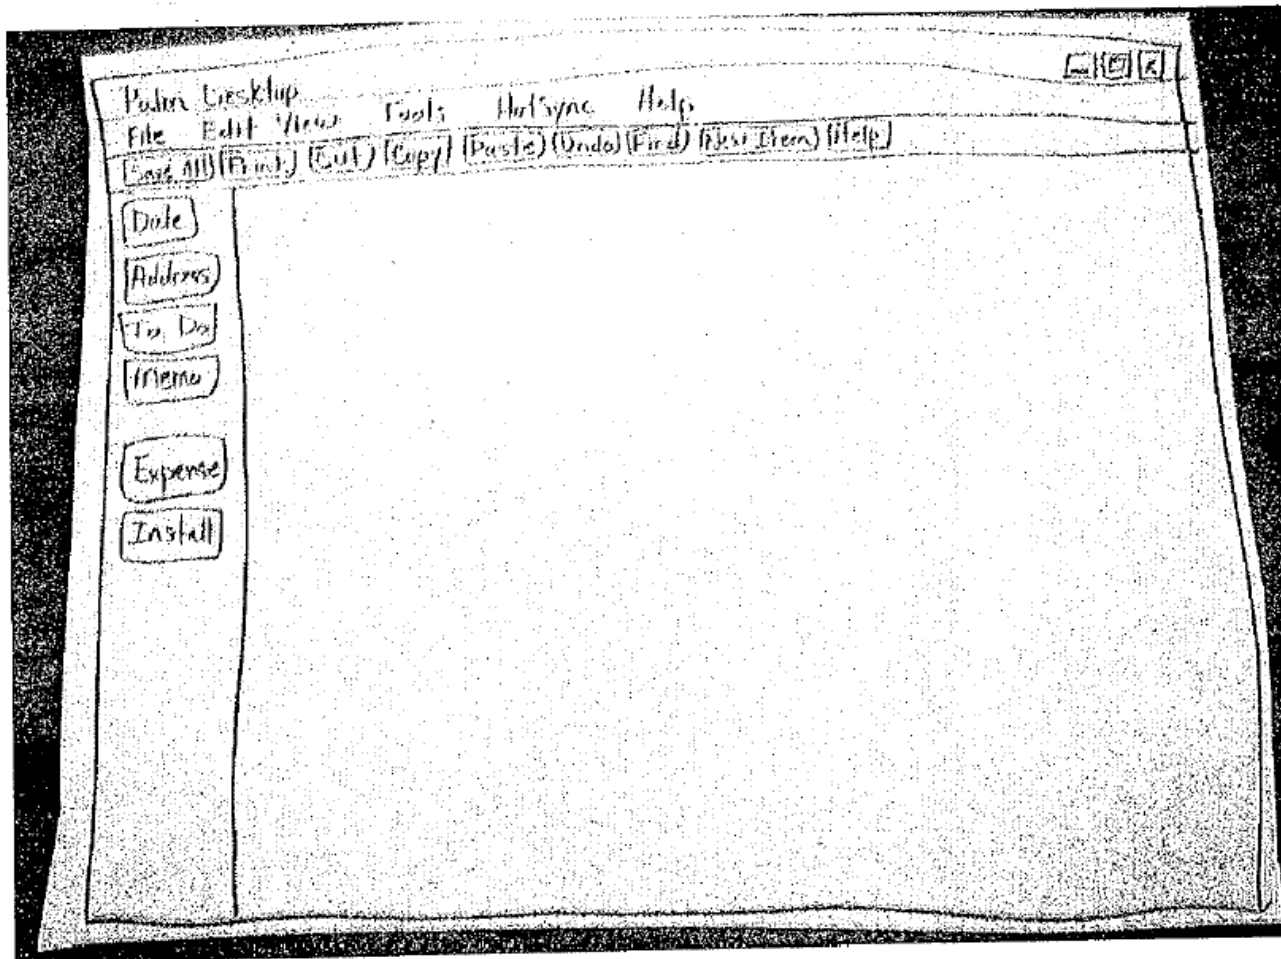 Palm Desktop
File Edit View Tools HotSync Help
Save All Print Cut Copy Paste Undo Find New Item Help
Date
Address
To Do
Memo
Expense
Install